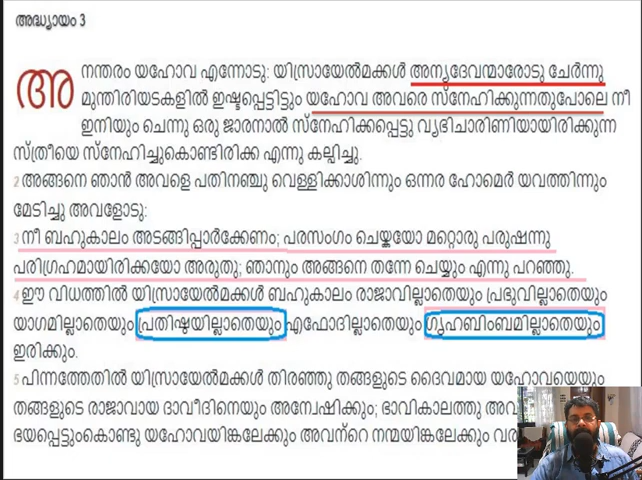 അദ്ധ്യായം 3
അനന്തരം യഹോവ എന്നോടു: യിസ്രായേൽമക്കൾ അന്യദേവന്മാരോടു ചേർന്നു
മുന്തിരിയടകളിൽ ഇഷ്ടപ്പെട്ടിട്ടും യഹോവ അവരെ സ്നേഹിക്കുന്നതുപോലെ നീ
ഇനിയും ചെന്നു ഒരു ജാരനാൽ സ്നേഹിക്കപ്പെട്ടു വ്യഭിചാരിണിയായിരിക്കുന്ന
സ്ത്രീയെ സ്നേഹിച്ചുകൊണ്ടിരിക്ക എന്നു കല്പിച്ചു.
2 അങ്ങനെ ഞാൻ അവളെ പതിനഞ്ചു വെള്ളിക്കാശിന്നും ഒന്നര ഹോമെർ യവത്തിന്നും
മേടിച്ചു അവളോടു:
3 നീ ബഹുകാലം അടങ്ങിപ്പാർക്കേണം; പരസംഗം ചെയ്കയോ മറ്റൊരു പരുഷന്നു
പരിഗ്രഹമായിരിക്കയോ അരുതു; ഞാനും അങ്ങനെ തന്നേ ചെയ്യും എന്നു പറഞ്ഞു.
4 ഈ വിധത്തിൽ യിസ്രായേൽമക്കൾ ബഹുകാലം രാജാവില്ലാതെയും പ്രഭുവില്ലാതെയും
യാഗമില്ലാതെയും പ്രതിഷ്ഠയില്ലാതെയും എഫോദില്ലാതെയും ഗൃഹബിംബമില്ലാതെയും
ഇരിക്കും.
5 പിന്നത്തേതിൽ യിസ്രായേൽമക്കൾ തിരിഞ്ഞു തങ്ങളുടെ ദൈവമായ യഹോവയെയും
തങ്ങളുടെ രാജാവായ ദാവീദിനെയും അന്വേഷിക്കും; ഭാവികാലത്തു
ഭയപ്പെട്ടുംകൊണ്ടു യഹോവയിങ്കലേക്കും അവന്റെ നന്മയിങ്കലേക്കും